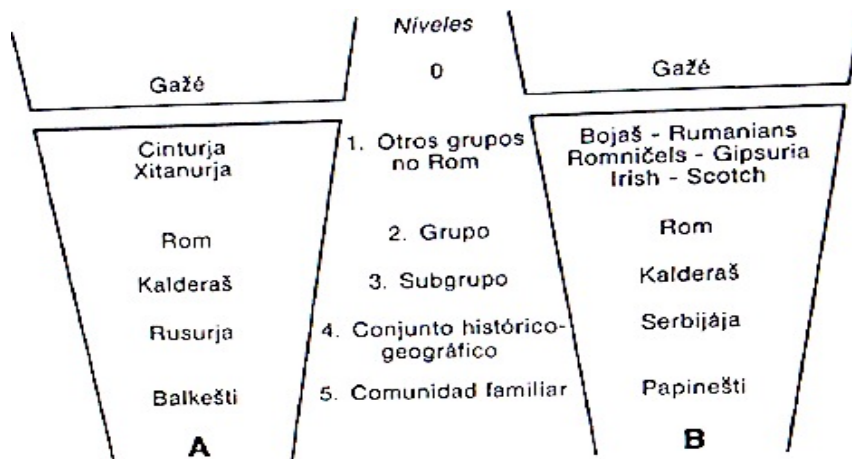 Niveles
Gažé 0 Gažé
Cinturja
Xitanurja
1. Otros grupos
no Rom
Bojaš - Rumanians
Romničels - Gipsuria
Irish - Scotch
Rom 2. Grupo Rom
Kalderaš 3. Subgrupo Kalderaš
Rusurja 4. Conjunto histórico-
geográfico
Serbijája
Balkešti 5. Comunidad familiar Papinešti
A B